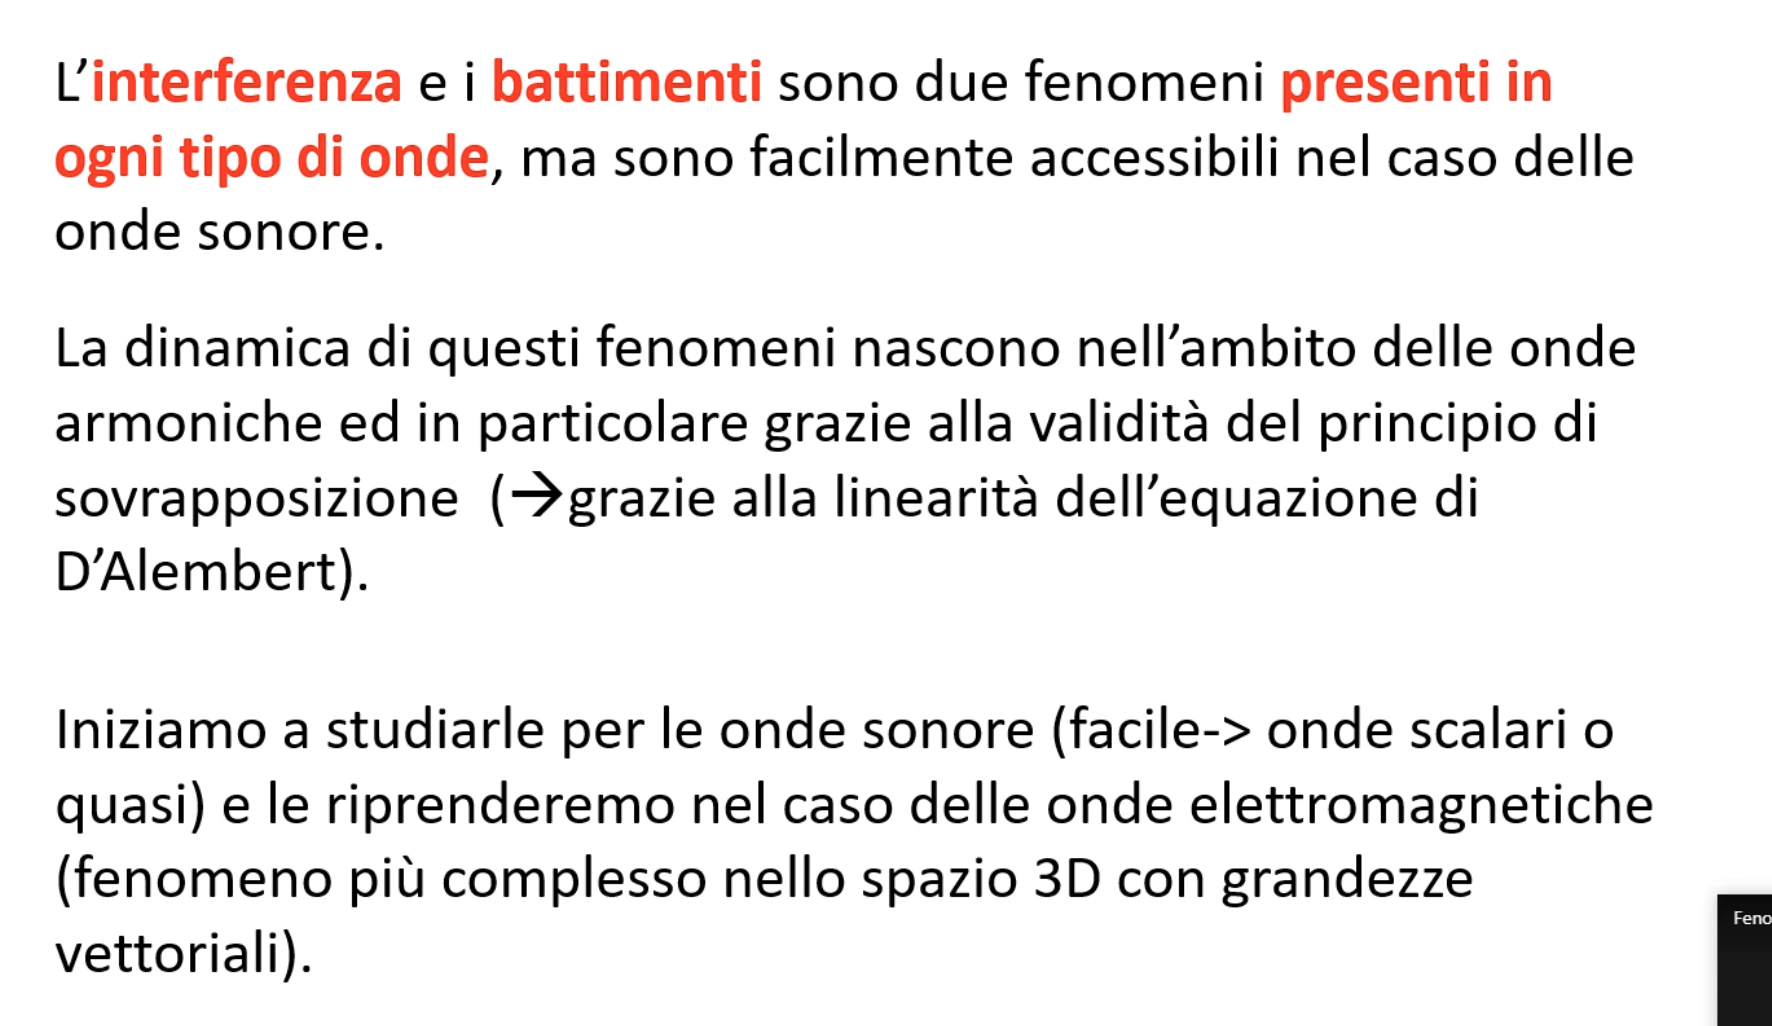 L’interferenza e i battimenti sono due fenomeni presenti in
ogni tipo di onde, ma sono facilmente accessibili nel caso delle
onde sonore.
La dinamica di questi fenomeni nascono nell’ambito delle onde
armoniche ed in particolare grazie alla validità del principio di
sovrapposizione (→grazie alla linearità dell’equazione di
D’Alembert).
Iniziamo a studiarle per le onde sonore (facile-> onde scalari o
quasi) e le riprenderemo nel caso delle onde elettromagnetiche
(fenomeno più complesso nello spazio 3D con grandezze
vettoriali).
Feno